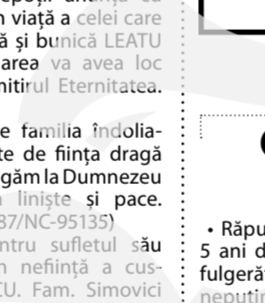 viață a celei care
și bunică LEATU
area va avea loc
mitirul Eternitatea.
e familia îndolia-
te de ființa dragă
găm la Dumnezeu
liniște și pace.
87/NC-95135)
ntru sufletul său
n neființă a cus-
CU. Fam. Simovici
• Răpu
5 ani d
fulgeră
neputin